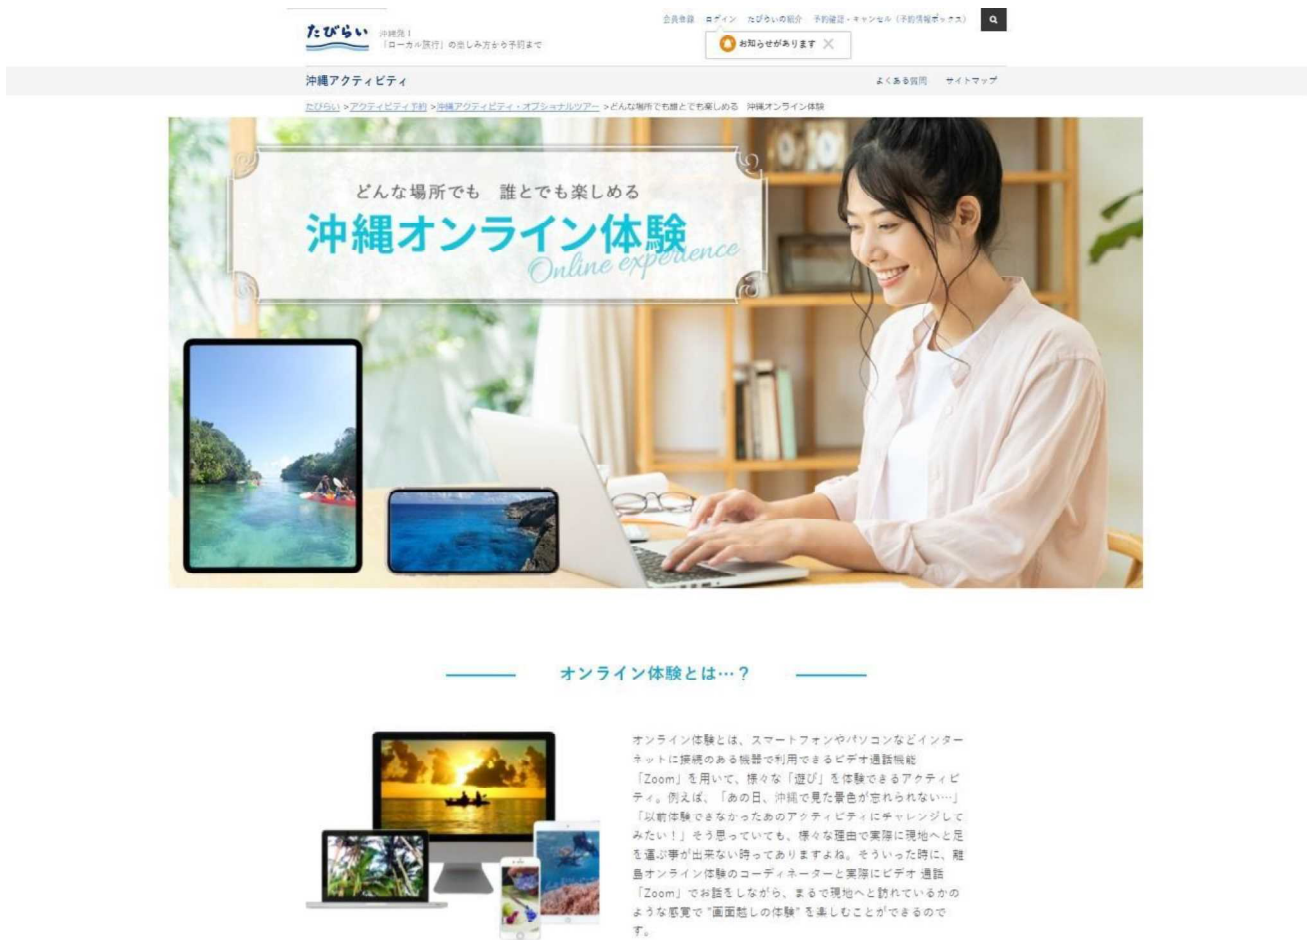 たびらい
沖縄発！
「ローカル旅行」の楽しみ方から予約まで
会員登録 ログイン たびらいの紹介 予約確認・キャンセル（予約情報ボックス）
お知らせがあります
沖縄アクティビティ
よくある質問 サイトマップ
たびらい >アクティビティ予約 >沖縄アクティビティ・オプショナルツアー >どんな場所でも誰とでも楽しめる 沖縄オンライン体験
どんな場所でも 誰とでも楽しめる
沖縄オンライン体験
Online experience
オンライン体験とは…？
オンライン体験とは、スマートフォンやパソコンなどインター
ネットに接続のある機器で利用できるビデオ通話機能
「Zoom」を用いて、様々な「遊び」を体験できるアクティビ
ティ。例えば、「あの日、沖縄で見た景色が忘れられない…」
「以前体験できなかったあのアクティビティにチャレンジして
みたい！」そう思っていても、様々な理由で実際に現地へと足
を運ぶ事が出来ない時ってありますよね。そういった時に、離
島オンライン体験のコーディネーターと実際にビデオ 通話
「Zoom」でお話をしながら、まるで現地へと訪れているかの
ような感覚で "画面越しの体験" を楽しむことができるので
す。